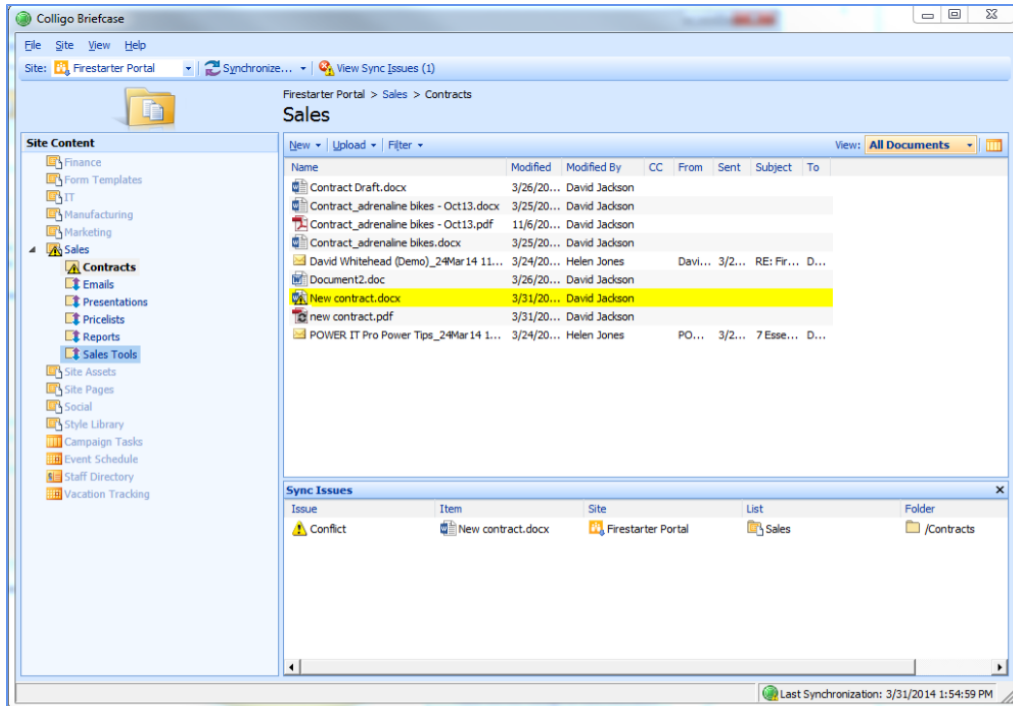 Colligo Briefcase
File Site View Help
Site: Firestarter Portal Synchronize... View Sync Issues (1)
Firestarter Portal > Sales > Contracts
Sales
Site Content
Finance
Form Templates
IT
Manufacturing
Marketing
Sales
Contracts
Emails
Presentations
Pricelists
Reports
Sales Tools
Site Assets
Site Pages
Social
Style Library
Campaign Tasks
Event Schedule
Staff Directory
Vacation Tracking
New Upload Filter View: All Documents
Name Modified Modified By CC From Sent Subject To
Contract Draft.docx 3/26/20... David Jackson
Contract_adrenaline bikes - Oct13.docx 3/25/20... David Jackson
Contract_adrenaline bikes - Oct13.pdf 11/6/20... David Jackson
Contract_adrenaline bikes.docx 3/25/20... David Jackson
David Whitehead (Demo)_24Mar14 11... 3/24/20... Helen Jones Davi... 3/2... RE: Fir... D...
Document2.doc 3/26/20... David Jackson
New contract.docx 3/31/20... David Jackson
new contract.pdf 3/31/20... David Jackson
POWER IT Pro Power Tips_24Mar14 1... 3/24/20... Helen Jones PO... 3/2... 7 Esse... D...
Sync Issues
Issue Item Site List Folder
Conflict New contract.docx Firestarter Portal Sales /Contracts
Last Synchronization: 3/31/2014 1:54:59 PM